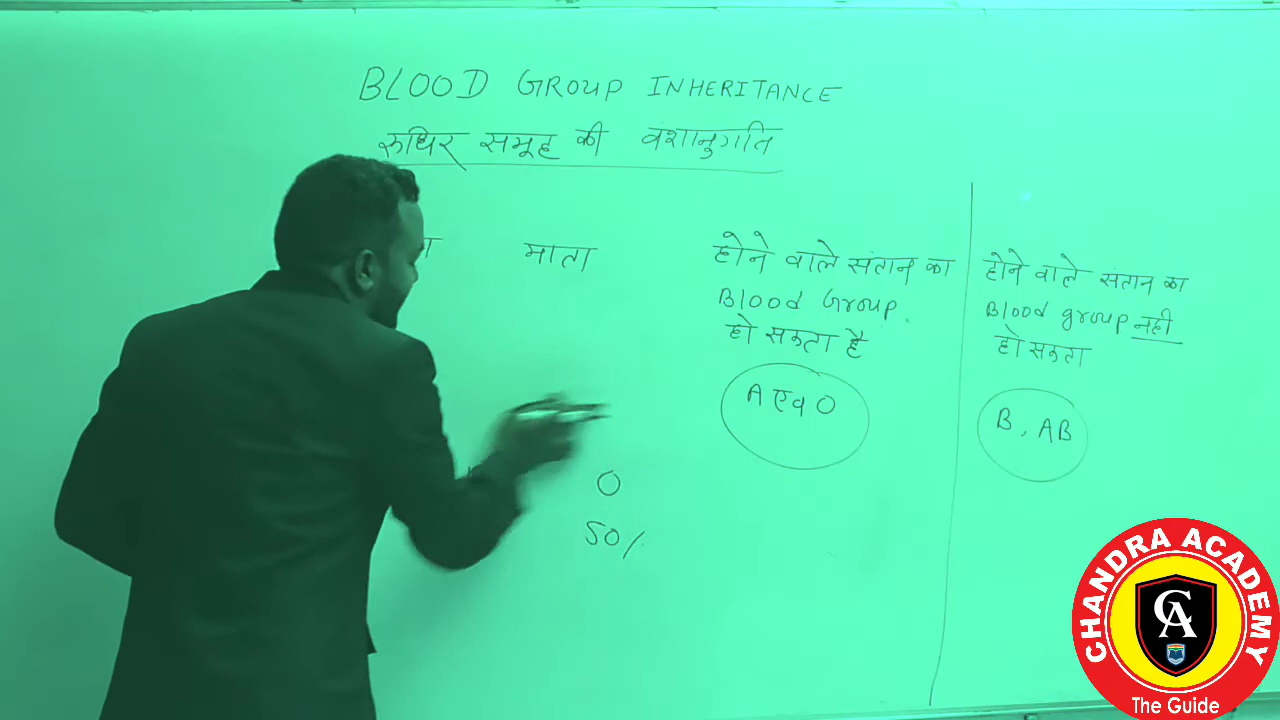 BLOOD GROUP INHERITANCE
रुधिर समूह की वंशानुगति
माता
होने वाले संतान का
Blood Group
हो सकता है
A एव O
होने वाले संतान का
Blood group नही
हो सकता
B, AB
O
50%
CHANDRA ACADEMY
CA
The Guide